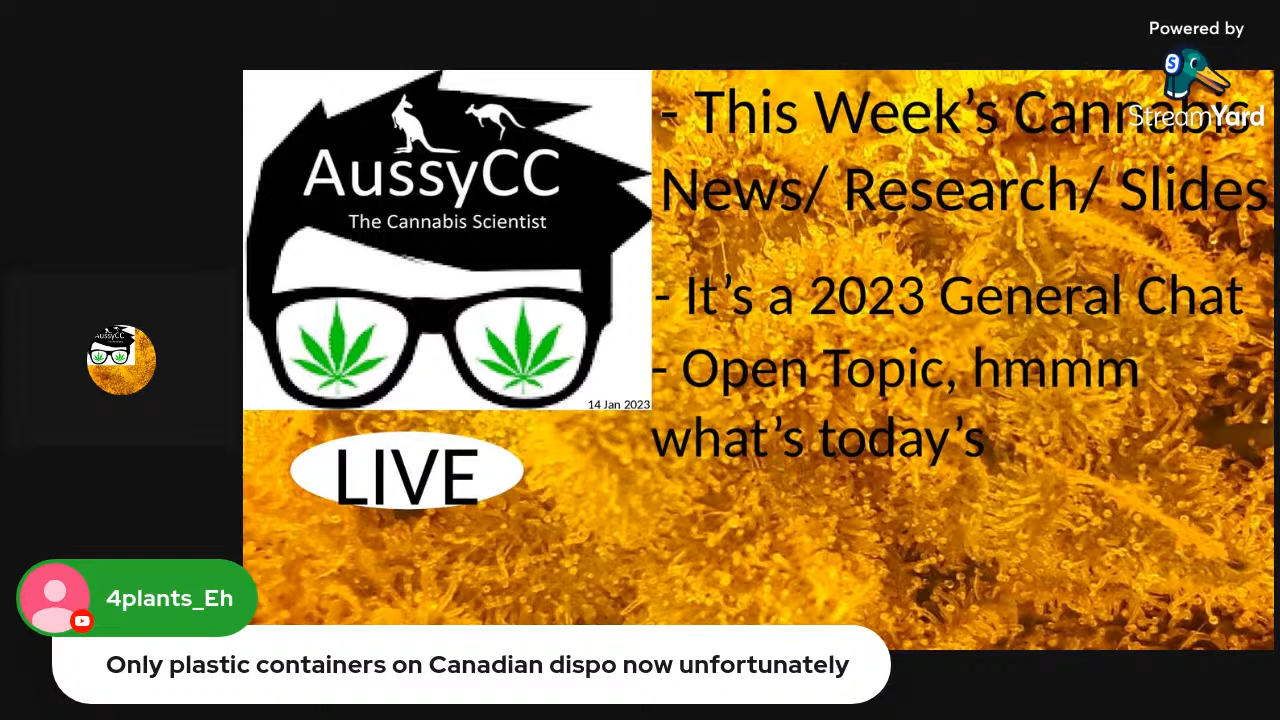 Powered by
StreamYard
- This Week's Cannabis
News/ Research/ Slides
AussyCC
The Cannabis Scientist
- It's a 2023 General Chat
- Open Topic, hmmm
what's today's
14 Jan 2023
LIVE
4plants_Eh
Only plastic containers on Canadian dispo now unfortunately